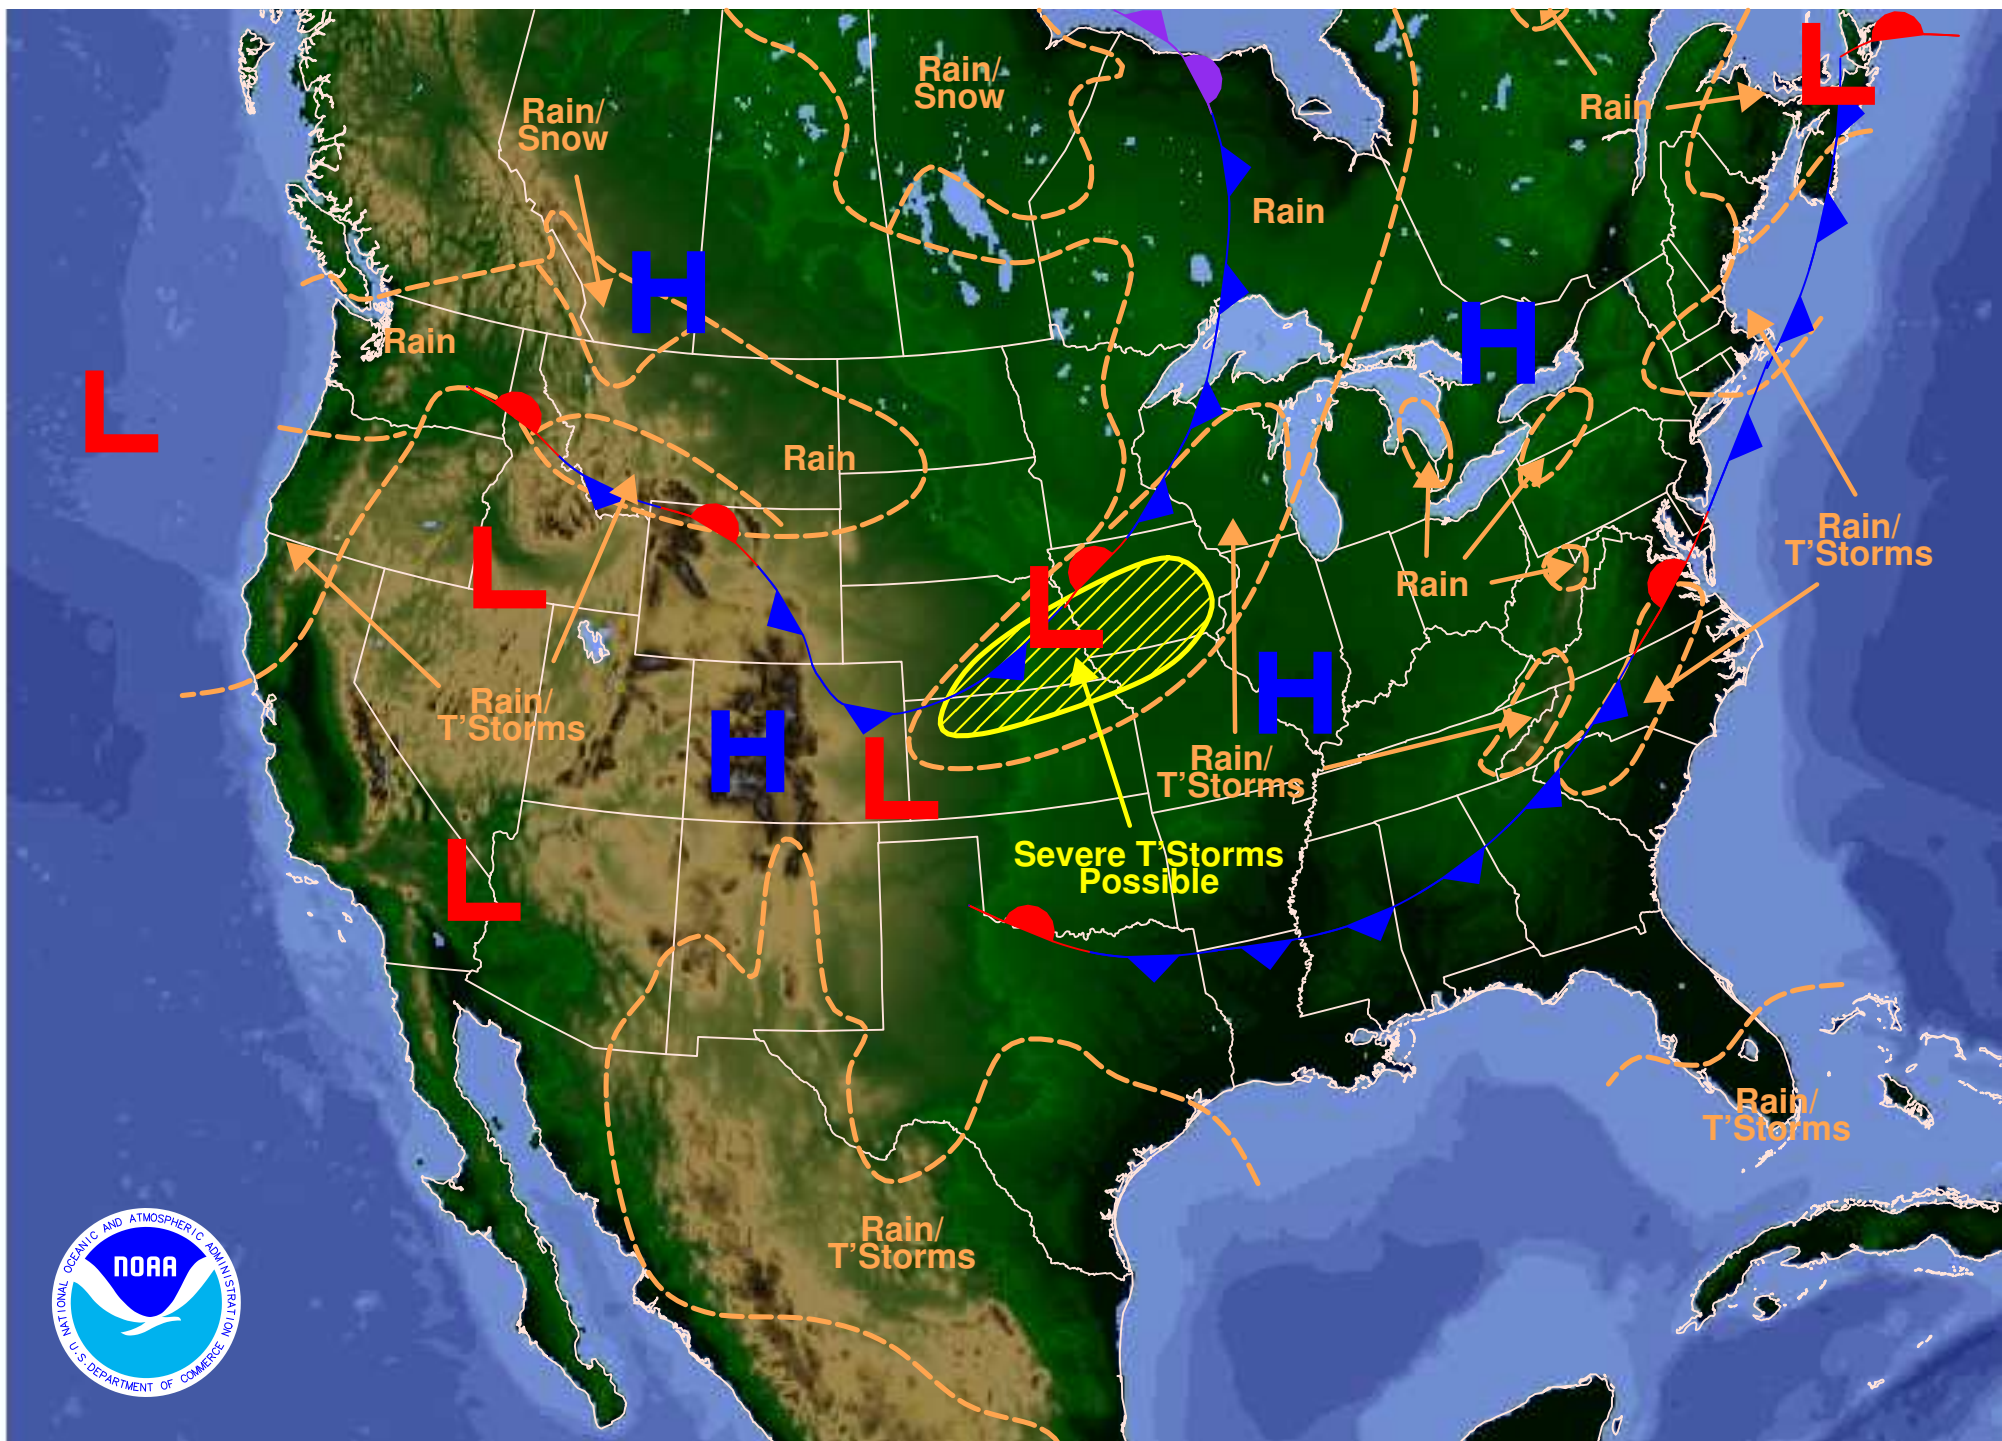 Rain/
Snow
Rain/
Snow
Rain
Rain
H
L
H
H
Rain
L
Rain
Rain/
T'Storms
L
L
Rain
H
Rain/
T'Storms
H
Rain/
T'Storms
L
Severe T'Storms
Possible
L
Rain/
T'Storms
Rain/
T'Storms
NATIONAL OCEANIC AND ATMOSPHERIC ADMINISTRATION
NOAA
U.S. DEPARTMENT OF COMMERCE